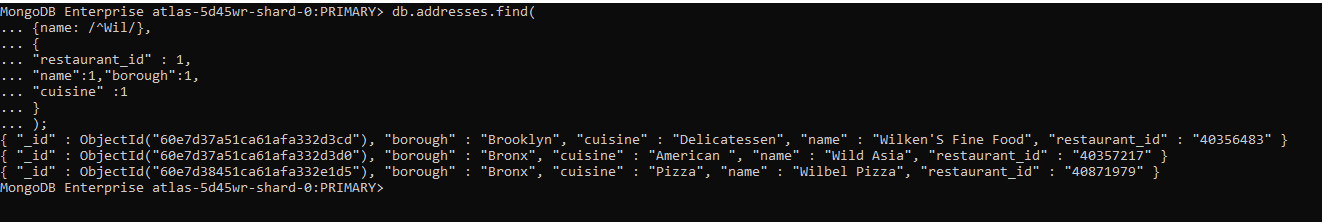 MongoDB Enterprise atlas-5d45wr-shard-0:PRIMARY> db.addresses.find(
... {name: /^Wil/},
... {
... "restaurant_id" : 1,
... "name":1,"borough":1,
... "cuisine" :1
... }
... );
{ "_id" : ObjectId("60e7d37a51ca61afa332d3cd"), "borough" : "Brooklyn", "cuisine" : "Delicatessen", "name" : "Wilken'S Fine Food", "restaurant_id" : "40356483" }
{ "_id" : ObjectId("60e7d37a51ca61afa332d3d0"), "borough" : "Bronx", "cuisine" : "American ", "name" : "Wild Asia", "restaurant_id" : "40357217" }
{ "_id" : ObjectId("60e7d38451ca61afa332e1d5"), "borough" : "Bronx", "cuisine" : "Pizza", "name" : "Wilbel Pizza", "restaurant_id" : "40871979" }
MongoDB Enterprise atlas-5d45wr-shard-0:PRIMARY>